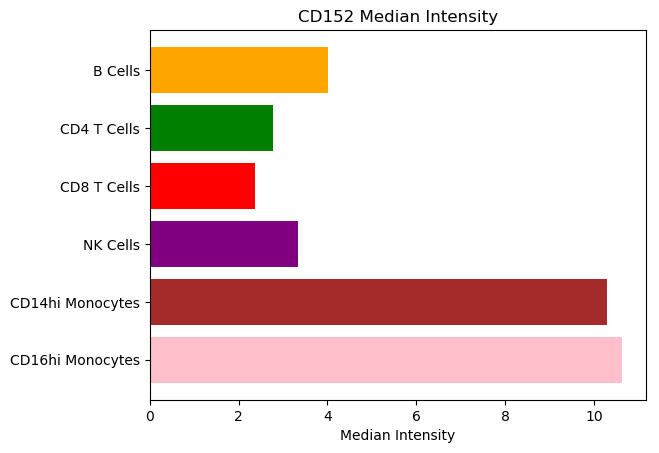 CD152 Median Intensity
B Cells
CD4 T Cells
CD8 T Cells
NK Cells
CD14hi Monocytes
CD16hi Monocytes
0 2 4 6 8 10
Median Intensity